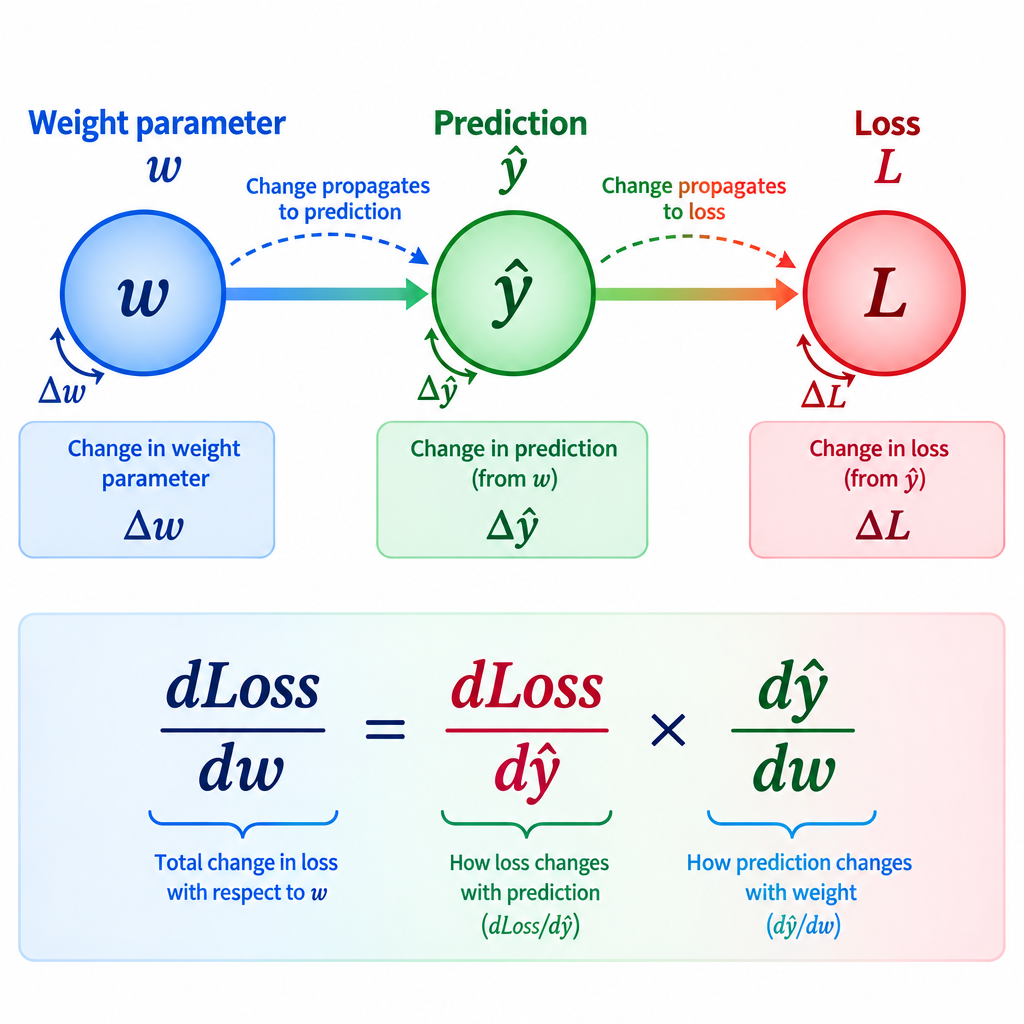 Weight parameter
w
Prediction
ŷ
Loss
L
Change propagates
to prediction
Change propagates
to loss
w
ŷ
L
Δw
Δŷ
ΔL
Change in weight
parameter
Δw
Change in prediction
(from w)
Δŷ
Change in loss
(from ŷ)
ΔL
dLoss
dw
=
dLoss
dŷ
×
dŷ
dw
Total change in loss
with respect to w
How loss changes
with prediction
(dLoss/dŷ)
How prediction changes
with weight
(dŷ/dw)